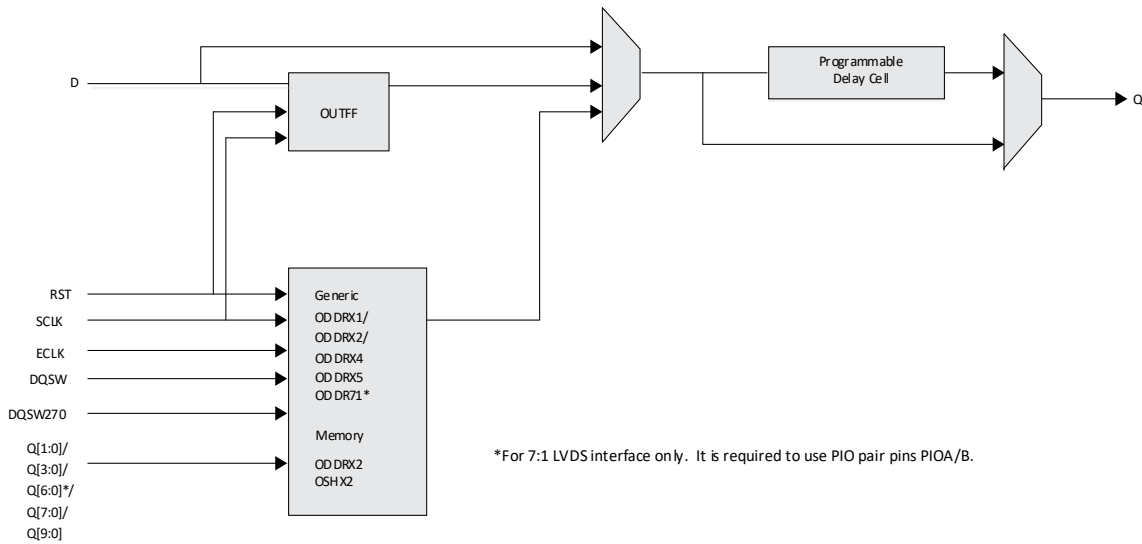 D
OUTFF
Programmable
Delay Cell
Q
RST
SCLK
ECLK
DQSW
DQSW270
Q[1:0]/
Q[3:0]/
Q[6:0]*/
Q[7:0]/
Q[9:0]
Generic
ODDRX1/
ODDRX2/
ODDRX4
ODDRX5
ODDR71*
Memory
ODDRX2
OSHX2
*For 7:1 LVDS interface only. It is required to use PIO pair pins PIOA/B.